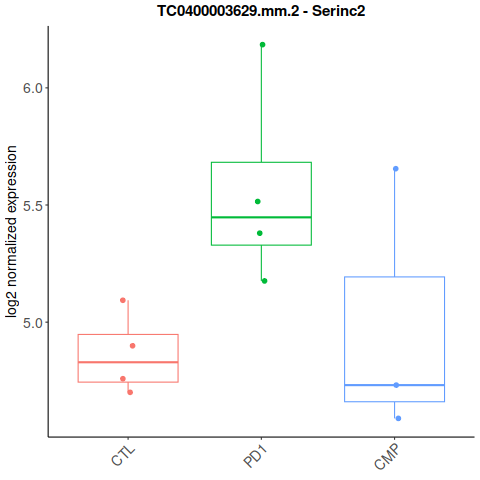 TC0400003629.mm.2 - Serinc2
log2 normalized expression
6.0
5.5
5.0
CTL
PD1
CMP